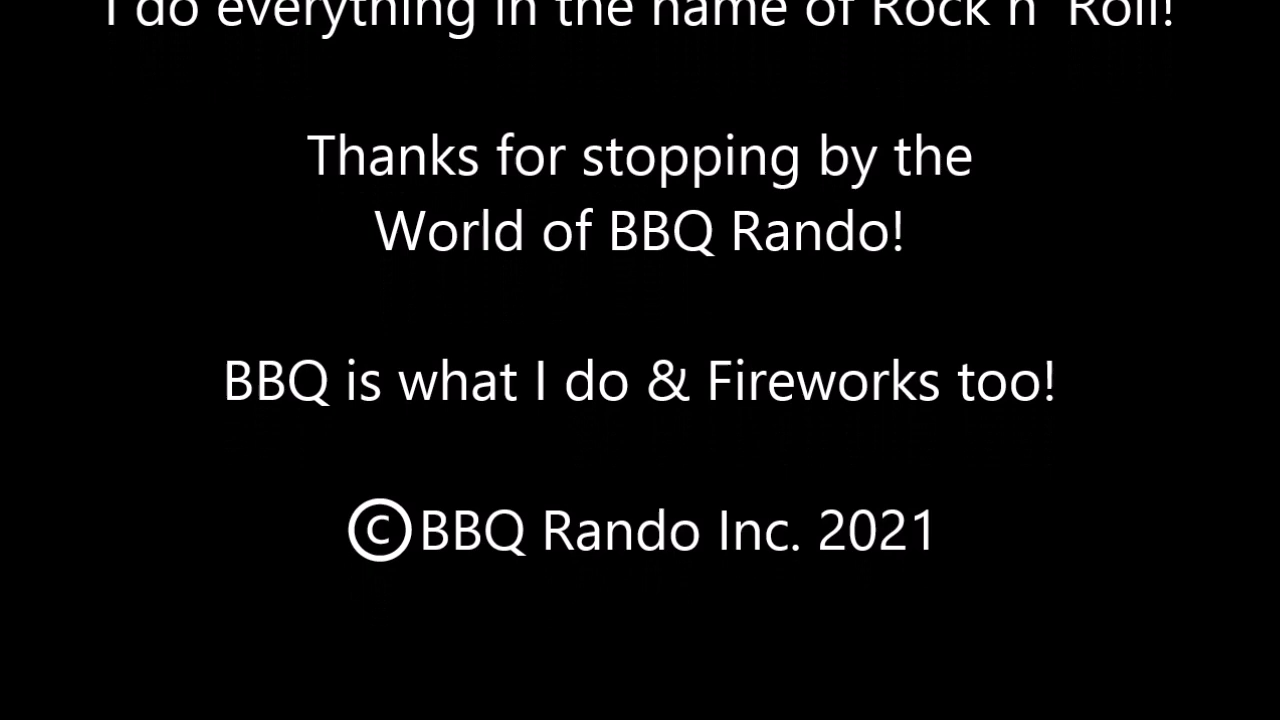 I do everything in the name of Rock n' Roll!
Thanks for stopping by the
World of BBQ Rando!
BBQ is what I do & Fireworks too!
©BBQ Rando Inc. 2021